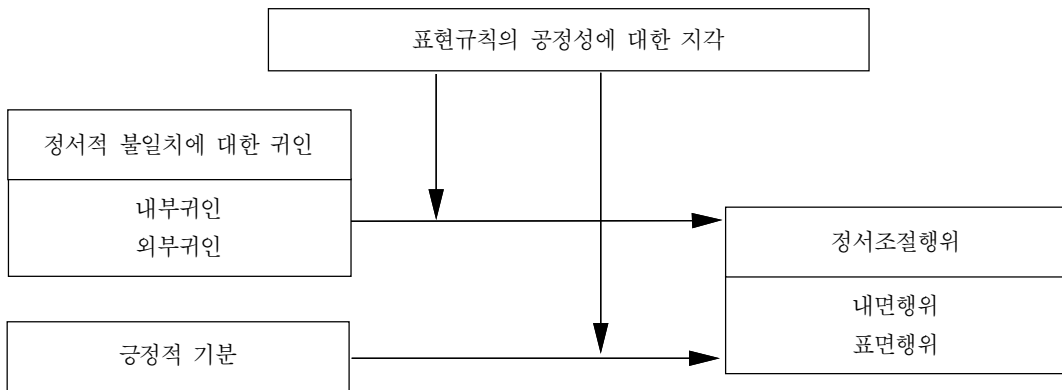 표현규칙의 공정성에 대한 지각
정서적 불일치에 대한 귀인
내부귀인
외부귀인
정서조절행위
내면행위
표면행위
긍정적 기분